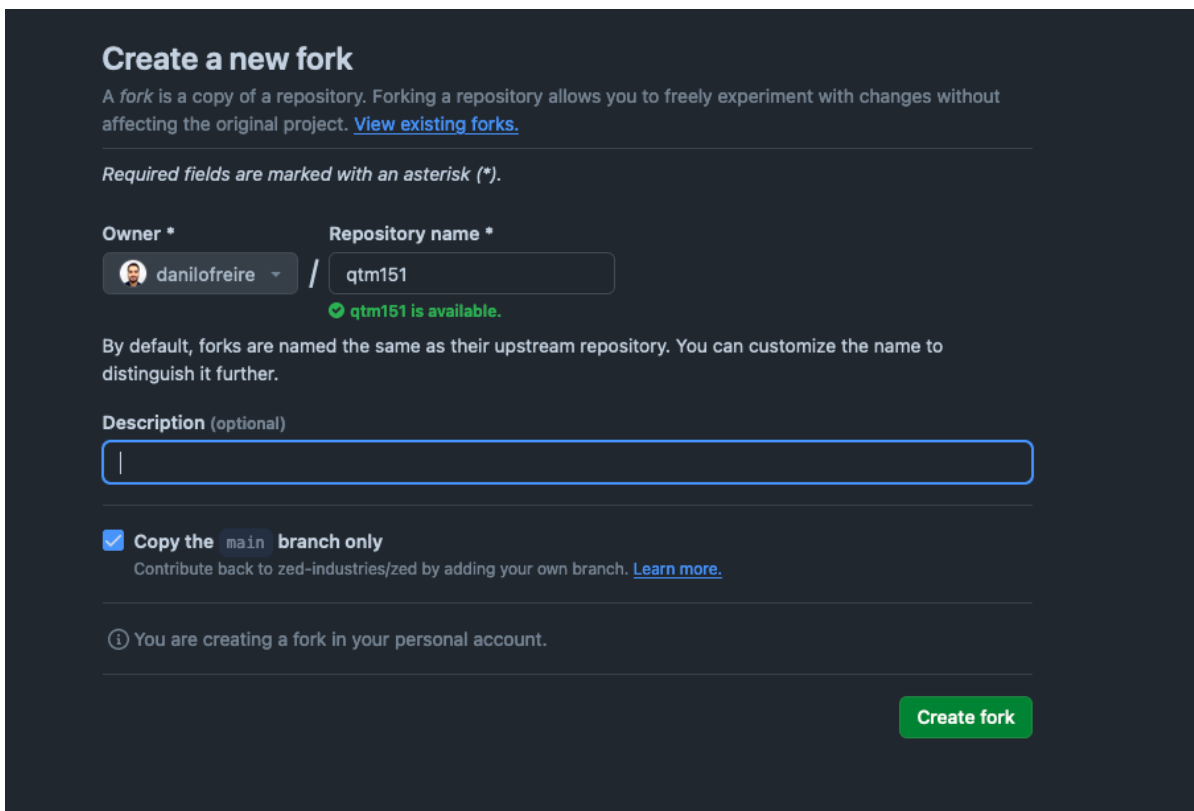 Create a new fork
A fork is a copy of a repository. Forking a repository allows you to freely experiment with changes without
affecting the original project. View existing forks.
Required fields are marked with an asterisk (*).
Owner * Repository name *
danilofreire / qtm151
qtm151 is available.
By default, forks are named the same as their upstream repository. You can customize the name to
distinguish it further.
Description (optional)
Copy the main branch only
Contribute back to zed-industries/zed by adding your own branch. Learn more.
You are creating a fork in your personal account.
Create fork